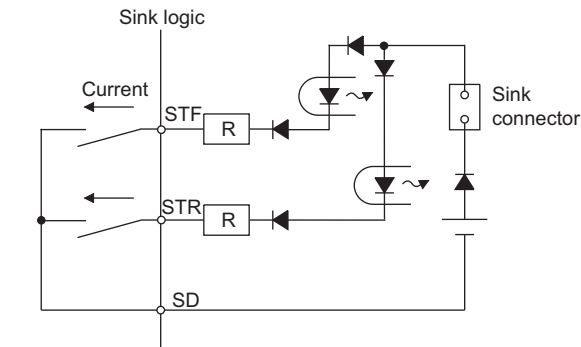 Sink logic
Current
STF
R
Sink
connector
STR
R
SD